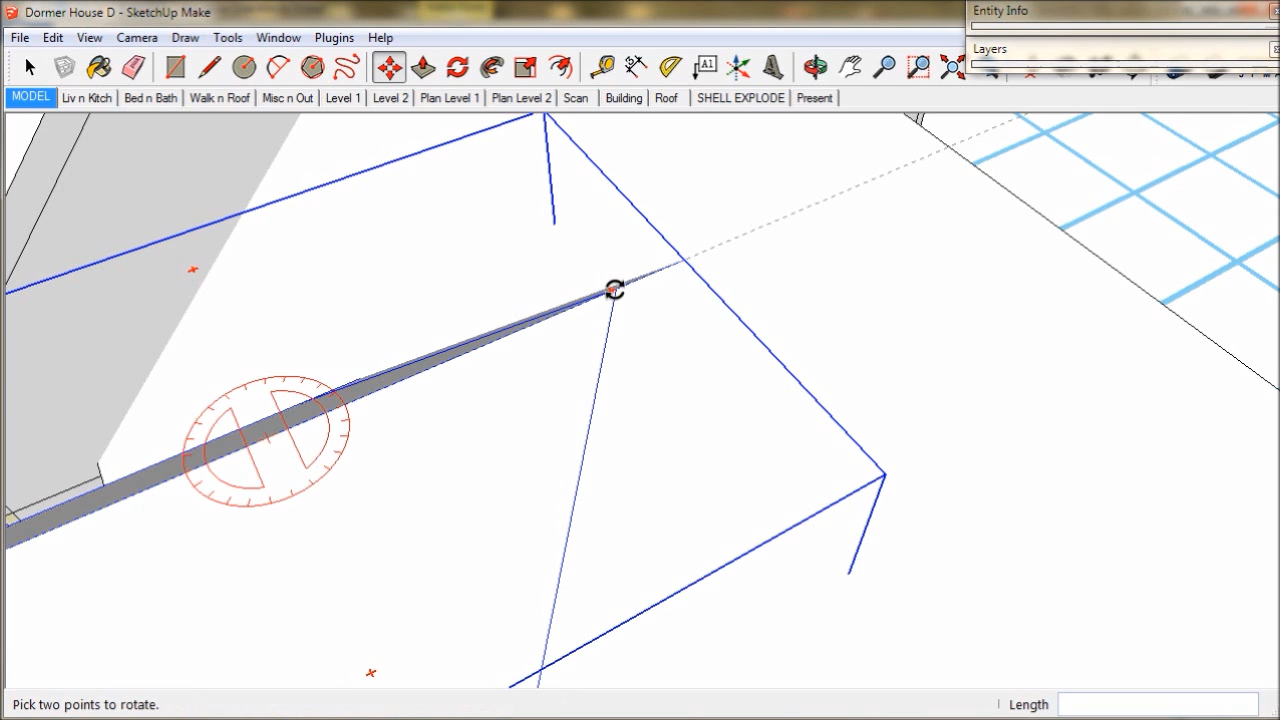 Dormer House D - SketchUp Make
Entity Info
File Edit View Camera Draw Tools Window Plugins Help
Layers
A1
MODEL Liv n Kitch Bed n Bath Walk n Roof Misc n Out Level 1 Level 2 Plan Level 1 Plan Level 2 Scan Building Roof SHELL EXPLODE Present
Pick two points to rotate.
Length